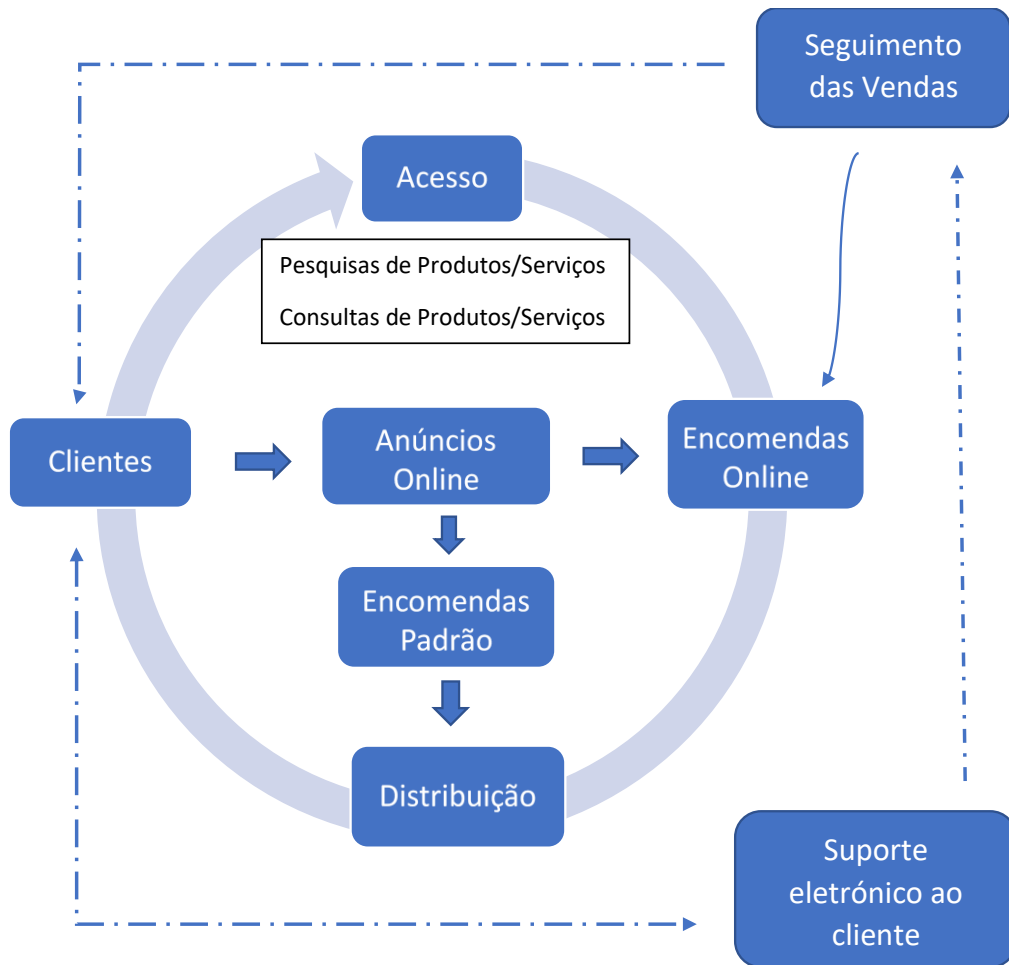 Seguimento
das Vendas
Acesso
Pesquisas de Produtos/Serviços
Consultas de Produtos/Serviços
Clientes
Anúncios
Online
Encomendas
Online
Encomendas
Padrão
Distribuição
Suporte
eletrónico ao
cliente